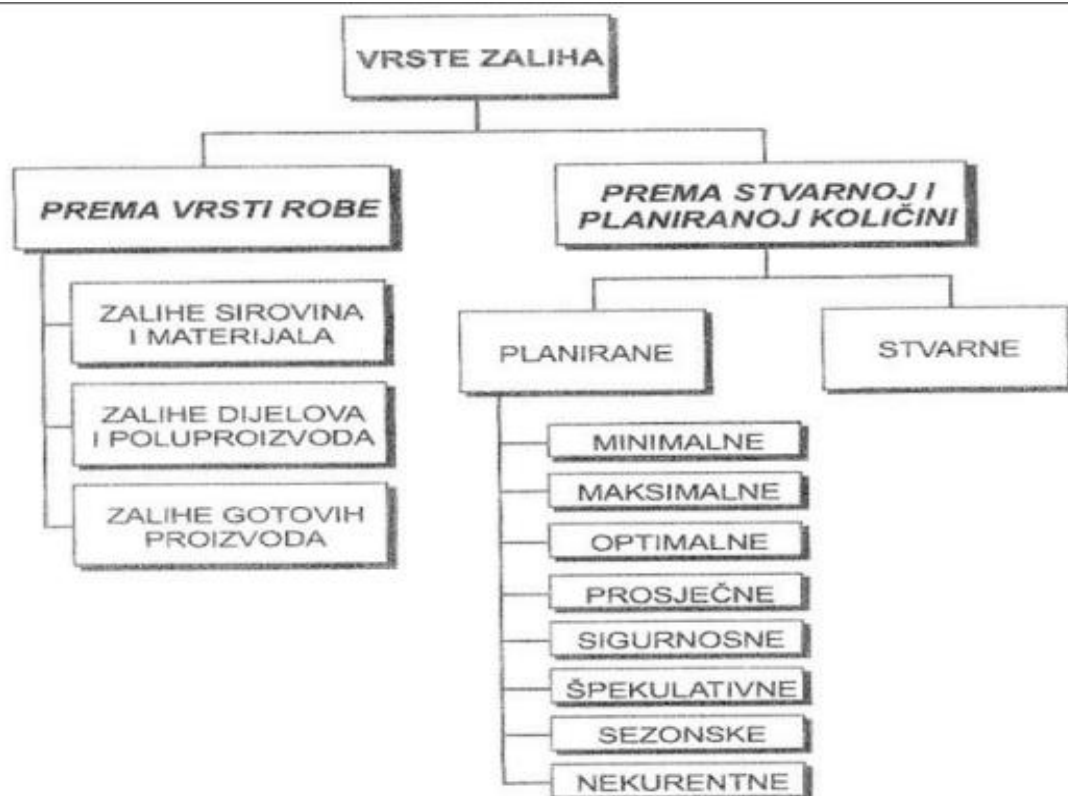 VRSTE ZALIHA
PREMA VRSTI ROBE
ZALIHE SIROVINA
I MATERIJALA
ZALIHE DIJELOVA
I POLUPROIZVODA
ZALIHE GOTOVIH
PROIZVODA
PREMA STVARNOJ I
PLANIRANOJ KOLIČINI
PLANIRANE
MINIMALNE
MAKSIMALNE
OPTIMALNE
PROSJEČNE
SIGURNOSNE
ŠPEKULATIVNE
SEZONSKE
NEKURENTNE
STVARNE